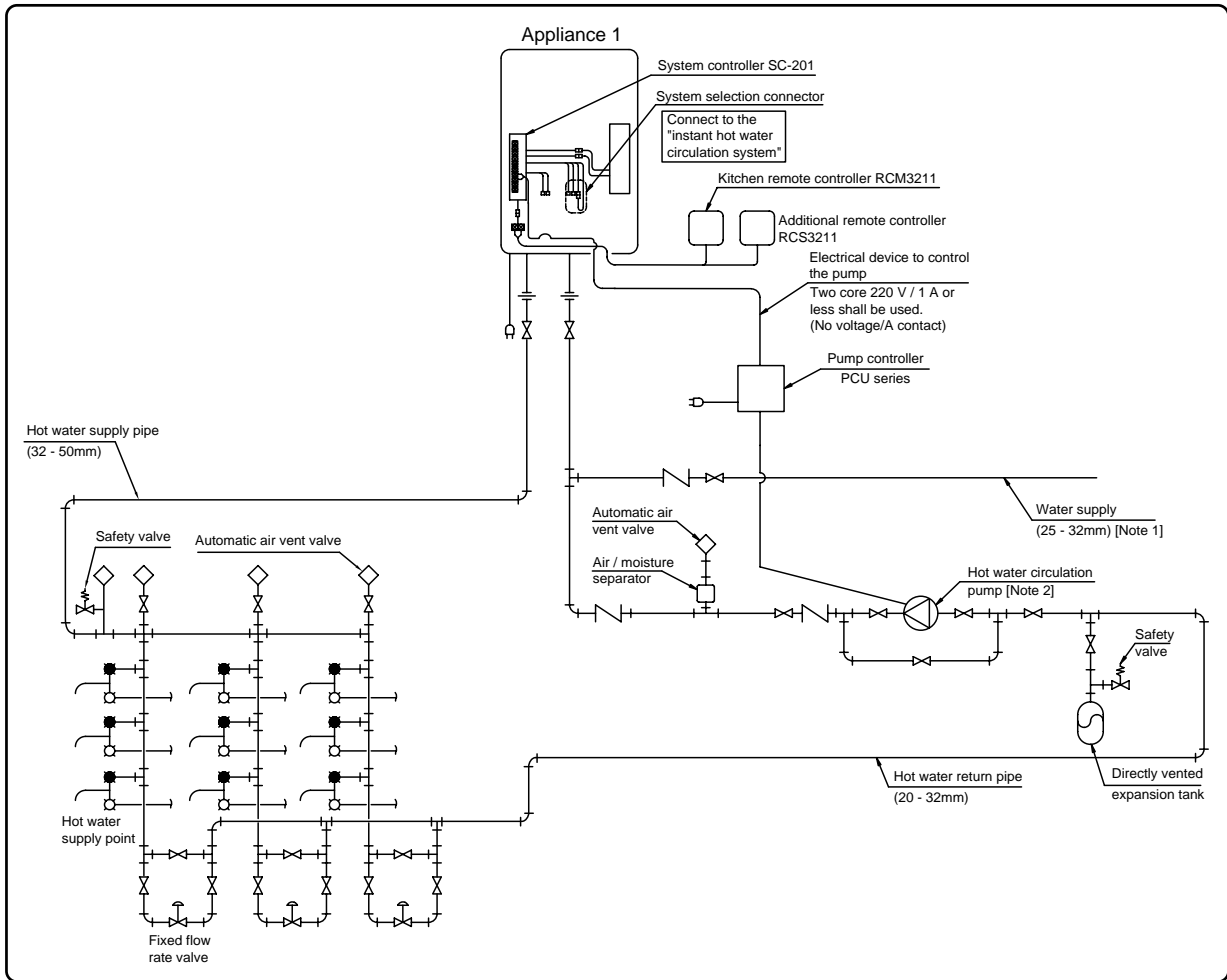 Appliance 1
System controller SC-201
System selection connector
Connect to the
"instant hot water
circulation system"
Kitchen remote controller RCM3211
Additional remote controller
RCS3211
Electrical device to control
the pump
Two core 220 V / 1 A or
less shall be used.
(No voltage/A contact)
Pump controller
PCU series
Hot water supply pipe
(32 - 50mm)
Water supply
(25 - 32mm) [Note 1]
Safety valve
Automatic air vent valve
Automatic air
vent valve
Air / moisture
separator
Hot water circulation
pump [Note 2]
Safety
valve
Hot water return pipe
(20 - 32mm)
Directly vented
expansion tank
Hot water
supply point
Fixed flow
rate valve